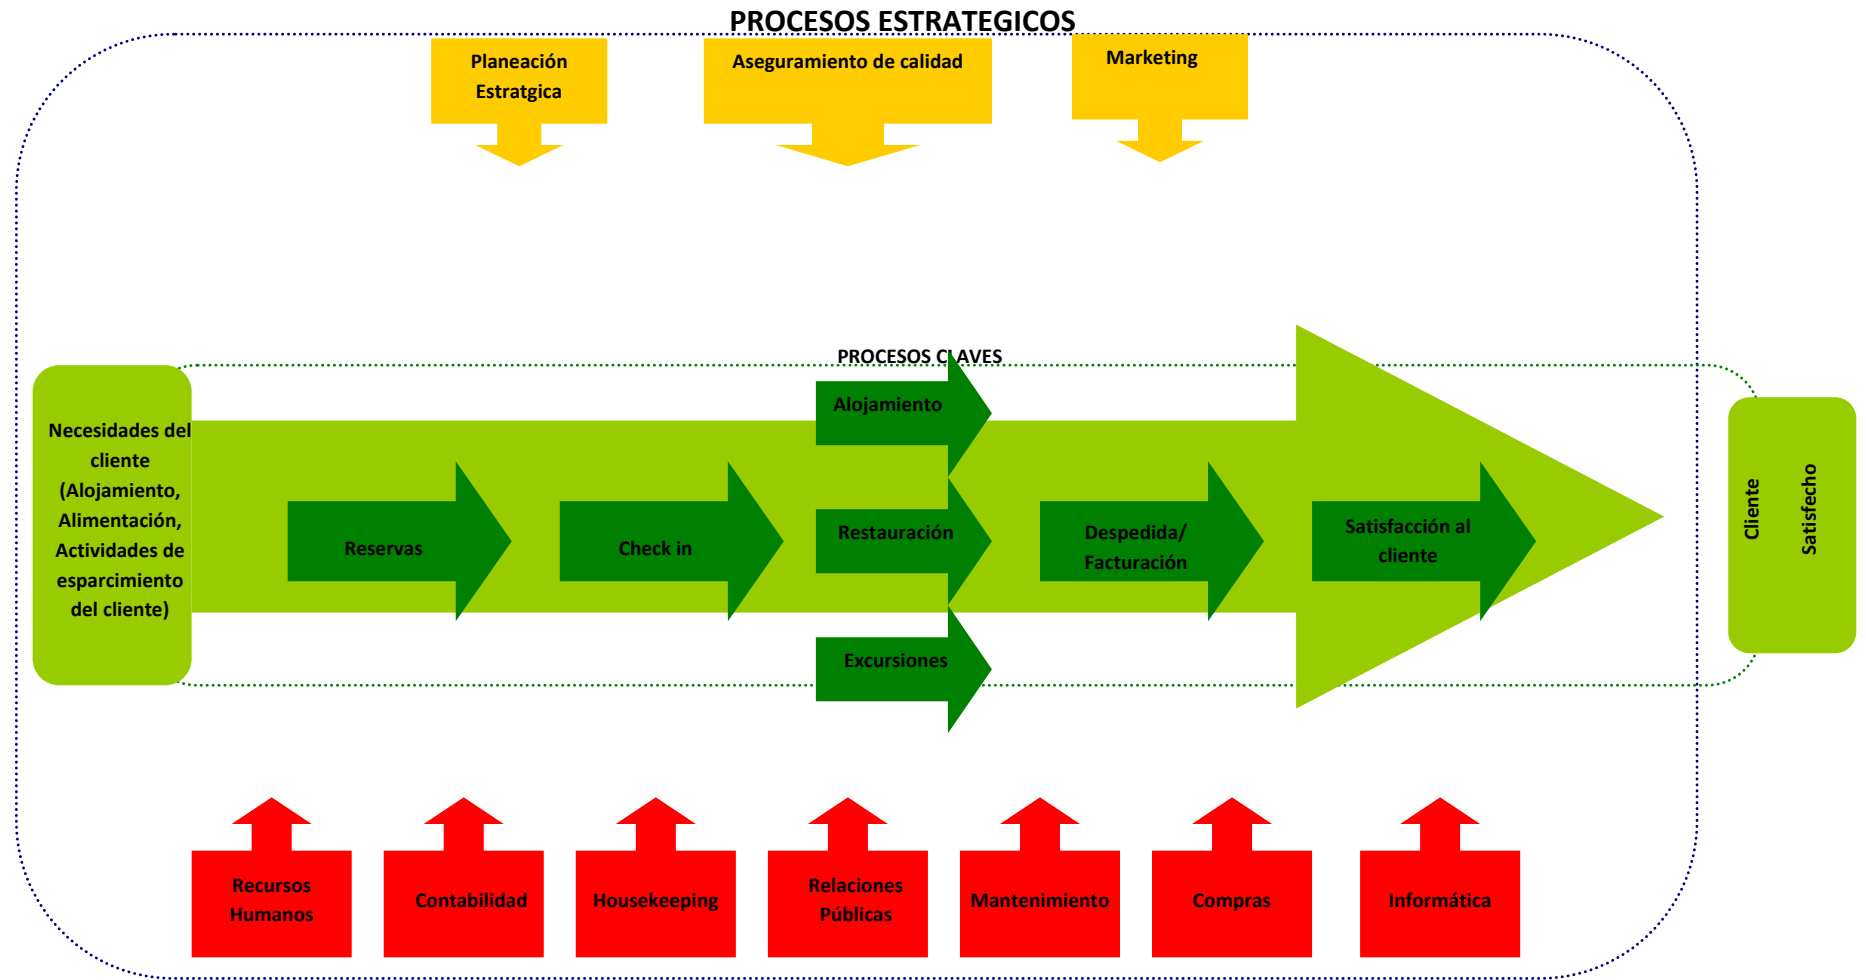 PROCESOS ESTRATEGICOS
Planeación
Estratgica
Aseguramiento de calidad
Marketing
PROCESOS CLAVES
Necesidades del
cliente
(Alojamiento,
Alimentación,
Actividades de
esparcimiento
del cliente)
Reservas
Check in
Alojamiento
Restauración
Excursiones
Despedida/
Facturación
Satisfacción al
cliente
Cliente
Satisfecho
Recursos
Humanos
Contabilidad
Housekeeping
Relaciones
Públicas
Mantenimiento
Compras
Informática